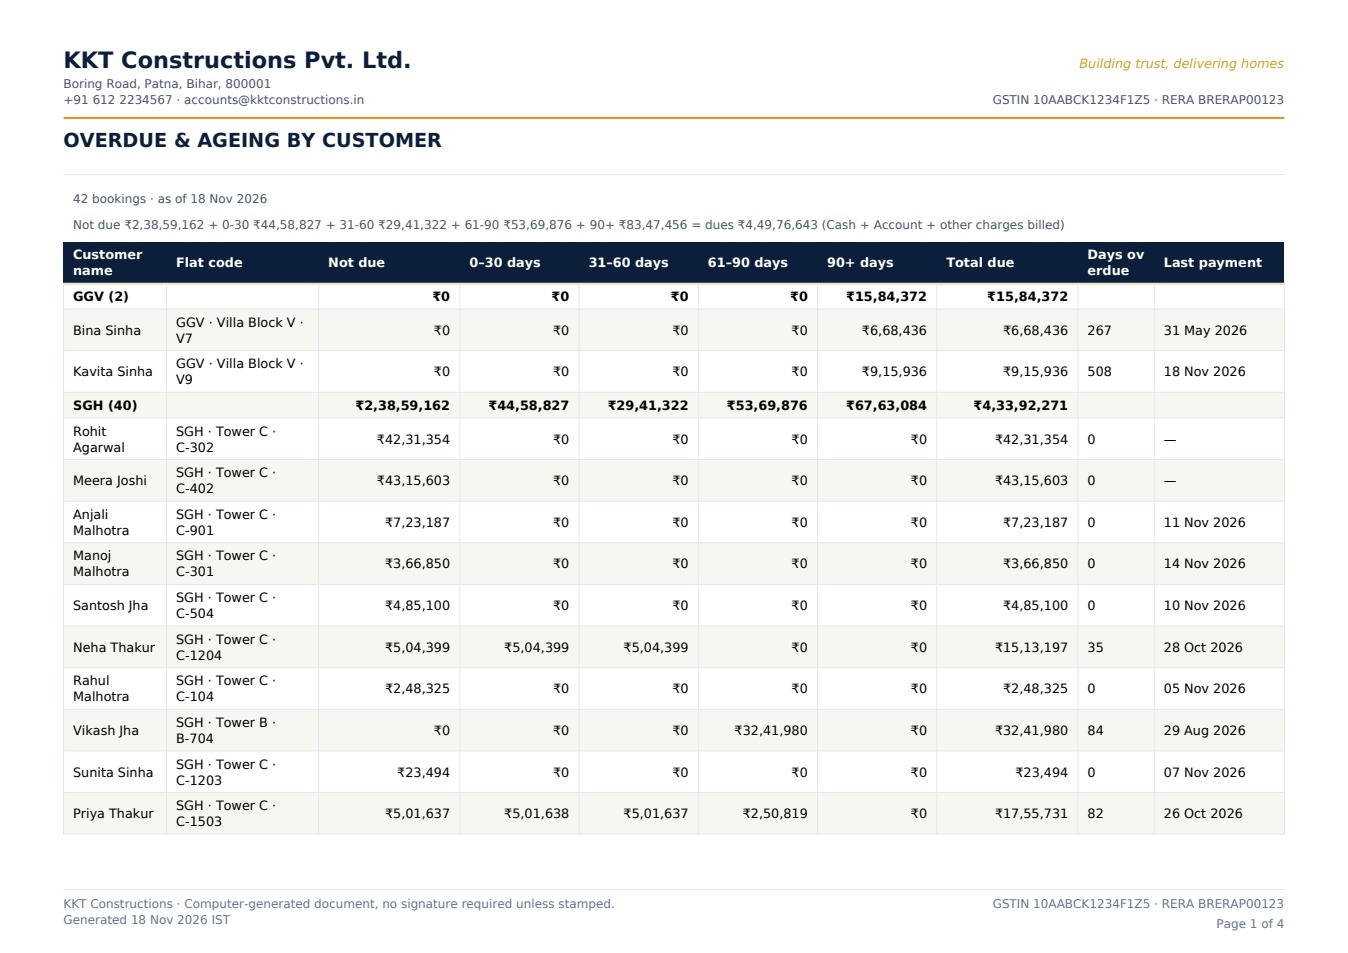 KKT Constructions Pvt. Ltd.
Building trust, delivering homes
Boring Road, Patna, Bihar, 800001
+91 612 2234567 · accounts@kktconstructions.in
GSTIN 10AABCK1234F1Z5 · RERA BRERAP00123
OVERDUE & AGEING BY CUSTOMER
42 bookings · as of 18 Nov 2026
Not due ₹2,38,59,162 + 0-30 ₹44,58,827 + 31-60 ₹29,41,322 + 61-90 ₹53,69,876 + 90+ ₹83,47,456 = dues ₹4,49,76,643 (Cash + Account + other charges billed)
Customer name Flat code Not due 0–30 days 31–60 days 61–90 days 90+ days Total due Days ov erdue Last payment
GGV (2) ₹0 ₹0 ₹0 ₹0 ₹15,84,372 ₹15,84,372
Bina Sinha GGV · Villa Block V · V7 ₹0 ₹0 ₹0 ₹0 ₹6,68,436 ₹6,68,436 267 31 May 2026
Kavita Sinha GGV · Villa Block V · V9 ₹0 ₹0 ₹0 ₹0 ₹9,15,936 ₹9,15,936 508 18 Nov 2026
SGH (40) ₹2,38,59,162 ₹44,58,827 ₹29,41,322 ₹53,69,876 ₹67,63,084 ₹4,33,92,271
Rohit Agarwal SGH · Tower C · C-302 ₹42,31,354 ₹0 ₹0 ₹0 ₹0 ₹42,31,354 0 —
Meera Joshi SGH · Tower C · C-402 ₹43,15,603 ₹0 ₹0 ₹0 ₹0 ₹43,15,603 0 —
Anjali Malhotra SGH · Tower C · C-901 ₹7,23,187 ₹0 ₹0 ₹0 ₹0 ₹7,23,187 0 11 Nov 2026
Manoj Malhotra SGH · Tower C · C-301 ₹3,66,850 ₹0 ₹0 ₹0 ₹0 ₹3,66,850 0 14 Nov 2026
Santosh Jha SGH · Tower C · C-504 ₹4,85,100 ₹0 ₹0 ₹0 ₹0 ₹4,85,100 0 10 Nov 2026
Neha Thakur SGH · Tower C · C-1204 ₹5,04,399 ₹5,04,399 ₹5,04,399 ₹0 ₹0 ₹15,13,197 35 28 Oct 2026
Rahul Malhotra SGH · Tower C · C-104 ₹2,48,325 ₹0 ₹0 ₹0 ₹0 ₹2,48,325 0 05 Nov 2026
Vikash Jha SGH · Tower B · B-704 ₹0 ₹0 ₹0 ₹32,41,980 ₹0 ₹32,41,980 84 29 Aug 2026
Sunita Sinha SGH · Tower C · C-1203 ₹23,494 ₹0 ₹0 ₹0 ₹0 ₹23,494 0 07 Nov 2026
Priya Thakur SGH · Tower C · C-1503 ₹5,01,637 ₹5,01,638 ₹5,01,637 ₹2,50,819 ₹0 ₹17,55,731 82 26 Oct 2026
KKT Constructions · Computer-generated document, no signature required unless stamped.
GSTIN 10AABCK1234F1Z5 · RERA BRERAP00123
Generated 18 Nov 2026 IST
Page 1 of 4